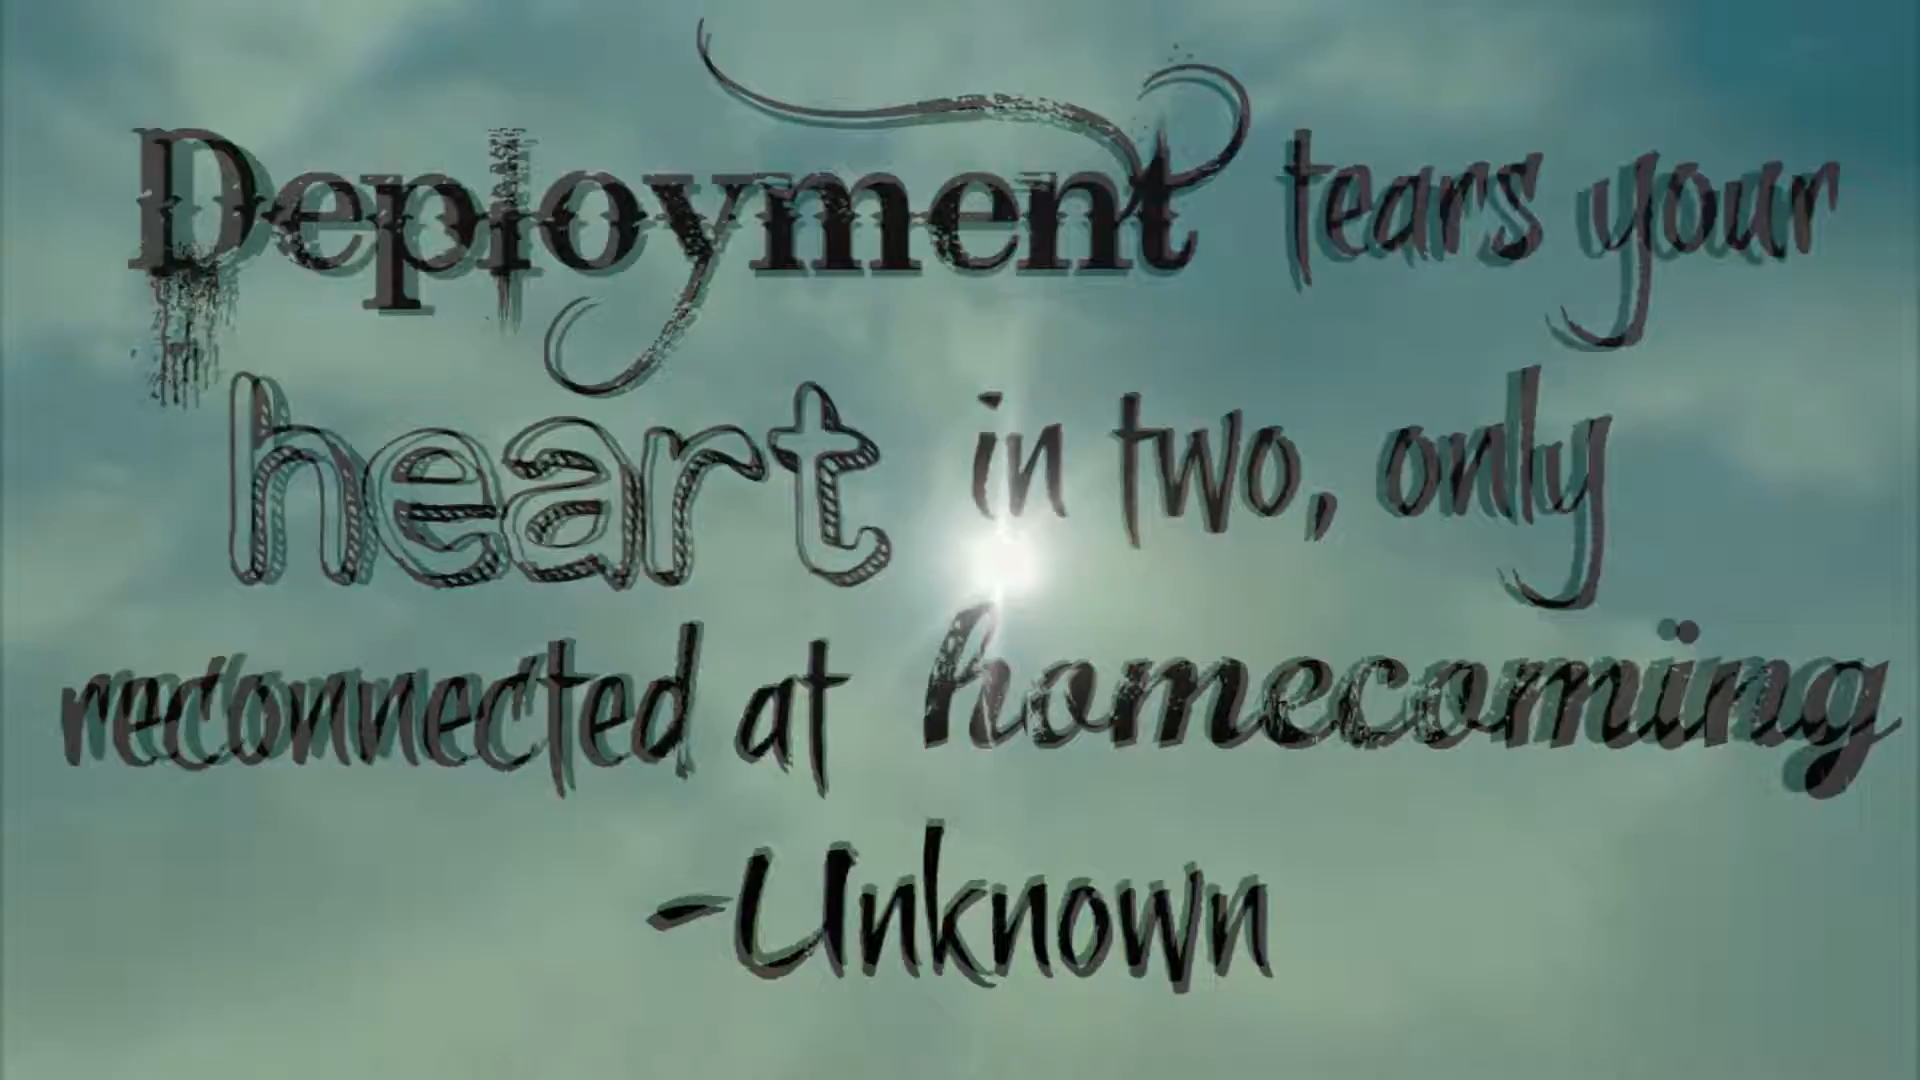 Deployment tears your
heart in two, only
reconnected at homecoming
-Unknown